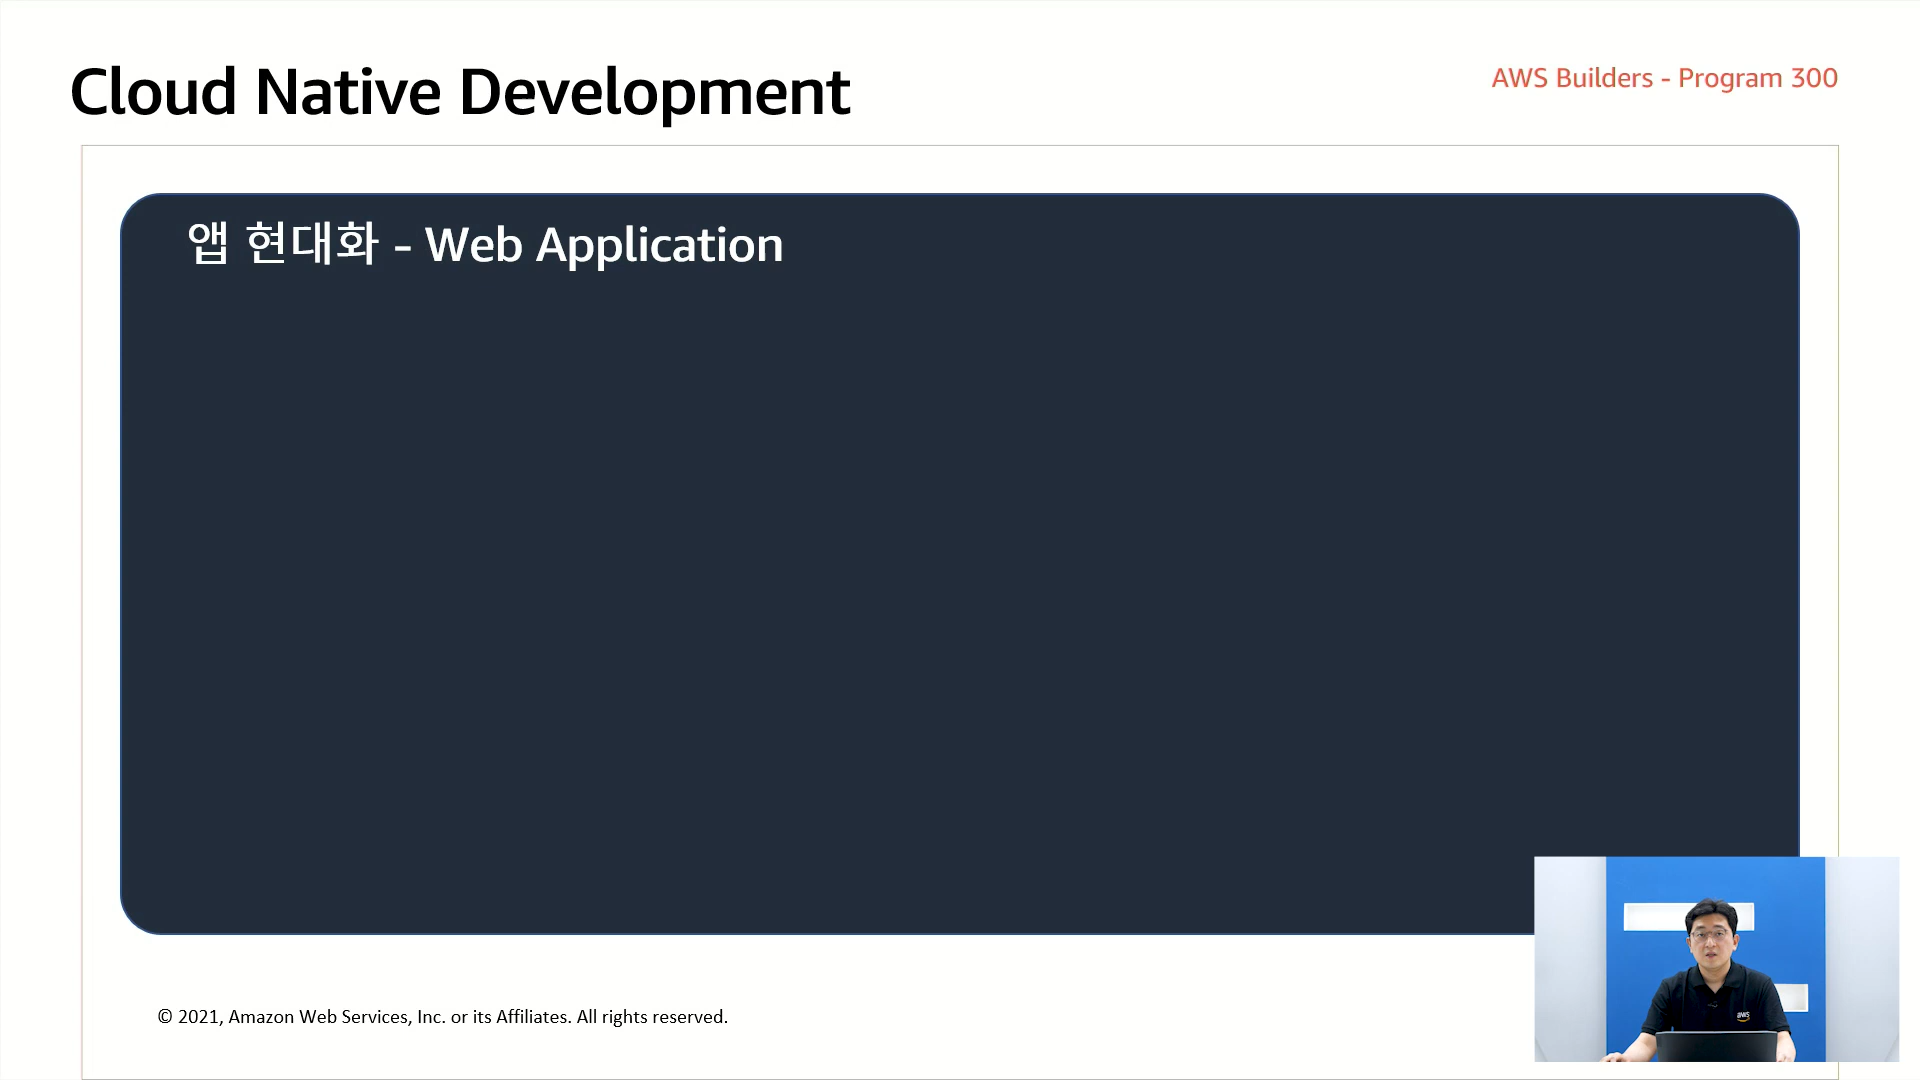 Cloud Native Development
AWS Builders - Program 300
앱 현대화 - Web Application
© 2021, Amazon Web Services, Inc. or its Affiliates. All rights reserved.
aws